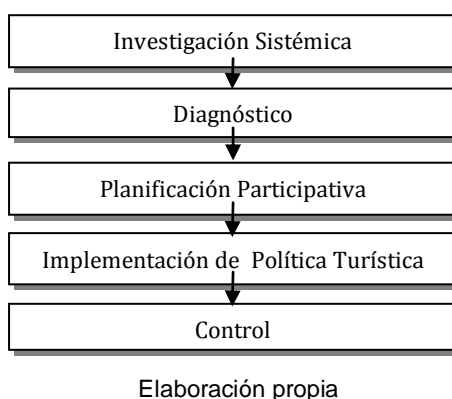 Investigación Sistémica
Diagnóstico
Planificación Participativa
Implementación de Política Turística
Control
Elaboración propia